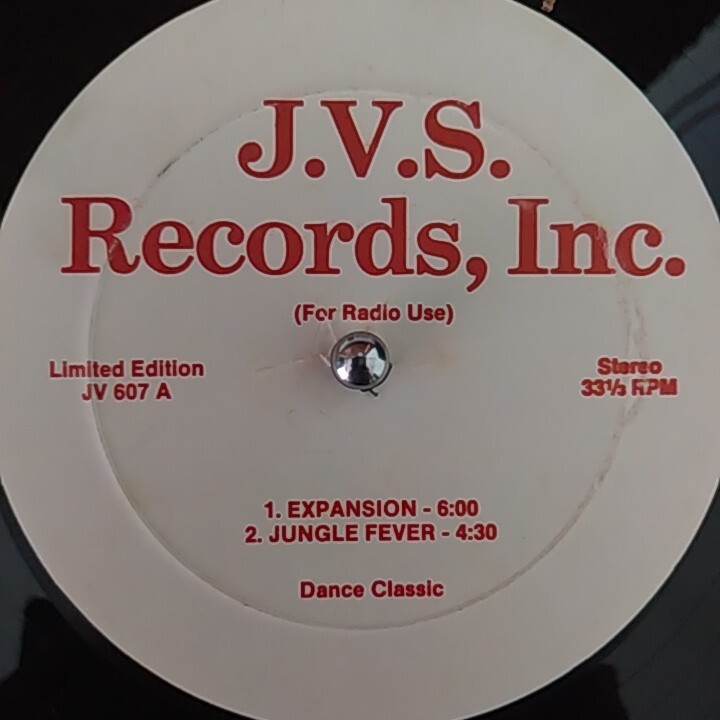 J.V.S.
Records, Inc.
(For Radio Use)
Limited Edition
JV 607 A
Stereo
33⅓ RPM
1. EXPANSION - 6:00
2. JUNGLE FEVER - 4:30
Dance Classic